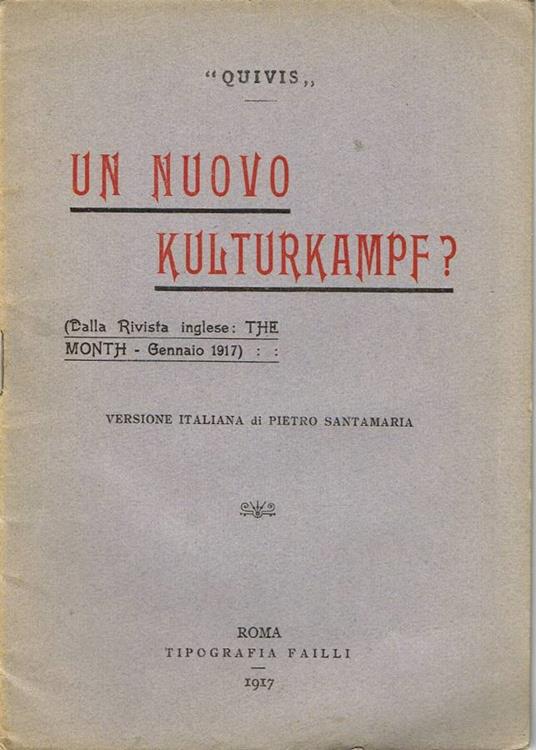 “QUIVIS„
UN NUOVO
KULTURKAMPF?
(Dalla Rivista inglese: THE
MONTH - Gennaio 1917) : :
VERSIONE ITALIANA di PIETRO SANTAMARIA
ROMA
TIPOGRAFIA FAILLI
1917